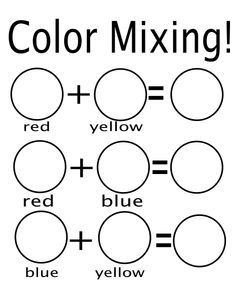 Color Mixing!
+ =
red yellow
+ =
red blue
+ =
blue yellow